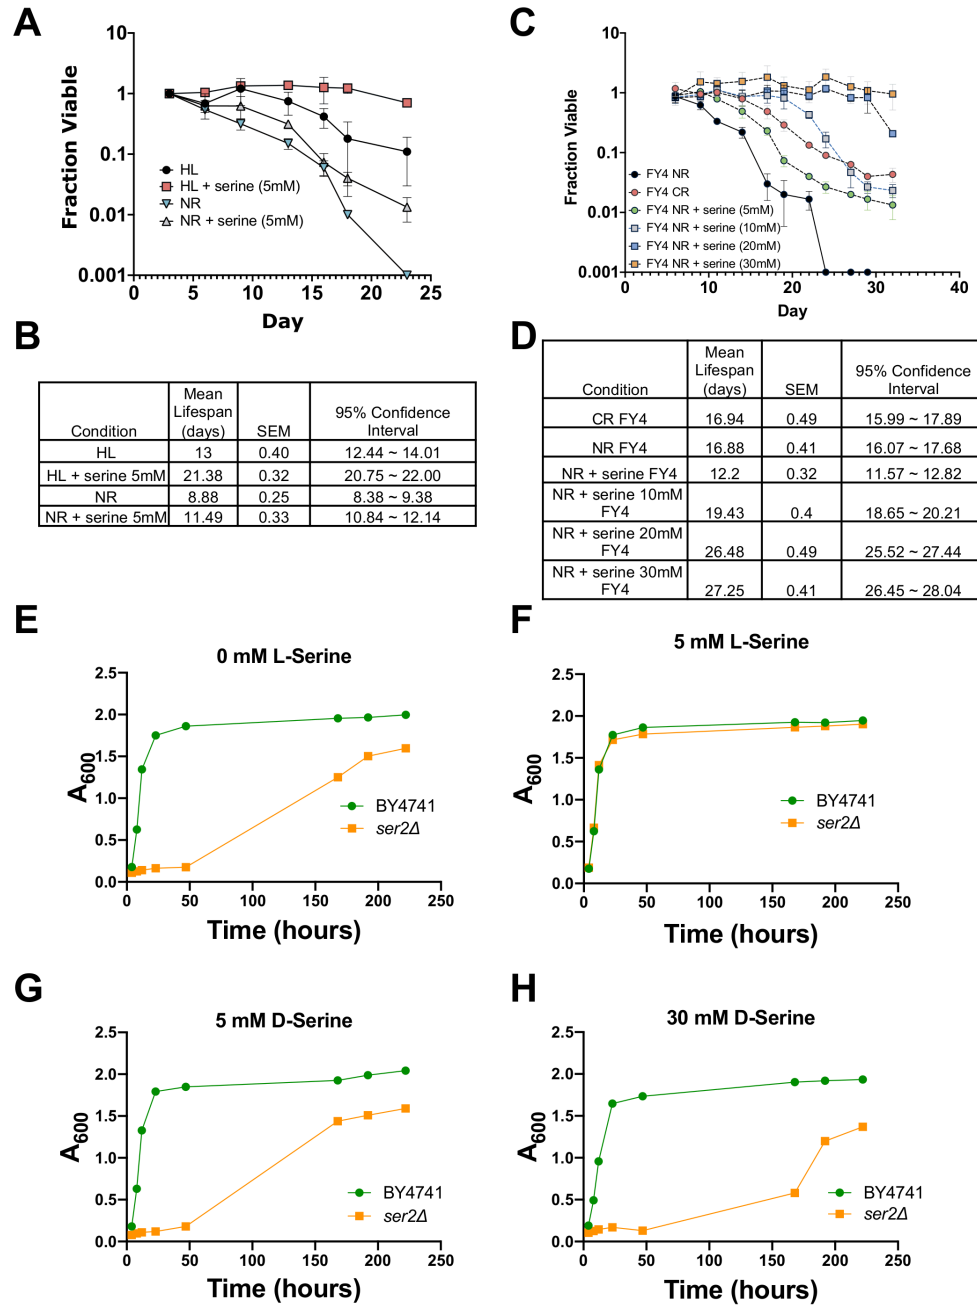 A
10
1
0.1
0.01
0.001
Fraction Viable
HL
HL + serine (5mM)
NR
NR + serine (5mM)
0
5
10
15
20
25
Day
C
10
1
0.1
0.01
0.001
Fraction Viable
FY4 NR
FY4 CR
FY4 NR + serine (5mM)
FY4 NR + serine (10mM)
FY4 NR + serine (20mM)
FY4 NR + serine (30mM)
0
10
20
30
40
Day
B
Condition
Mean
Lifespan
(days)
SEM
95% Confidence
Interval
HL 13 0.40 12.44 ~ 14.01
HL + serine 5mM 21.38 0.32 20.75 ~ 22.00
NR 8.88 0.25 8.38 ~ 9.38
NR + serine 5mM 11.49 0.33 10.84 ~ 12.14
D
Condition
Mean
Lifespan
(days)
SEM
95% Confidence
Interval
CR FY4 16.94 0.49 15.99 ~ 17.89
NR FY4 16.88 0.41 16.07 ~ 17.68
NR + serine FY4 12.2 0.32 11.57 ~ 12.82
NR + serine 10mM
FY4 19.43 0.4 18.65 ~ 20.21
NR + serine 20mM
FY4 26.48 0.49 25.52 ~ 27.44
NR + serine 30mM
FY4 27.25 0.41 26.45 ~ 28.04
E
0 mM L-Serine
2.5
2.0
1.5
1.0
0.5
0.0
A600
BY4741
ser2Δ
0
50
100
150
200
250
Time (hours)
F
5 mM L-Serine
2.5
2.0
1.5
1.0
0.5
0.0
A600
BY4741
ser2Δ
0
50
100
150
200
250
Time (hours)
G
5 mM D-Serine
2.5
2.0
1.5
1.0
0.5
0.0
A600
BY4741
ser2Δ
0
50
100
150
200
250
Time (hours)
H
30 mM D-Serine
2.5
2.0
1.5
1.0
0.5
0.0
A600
BY4741
ser2Δ
0
50
100
150
200
250
Time (hours)